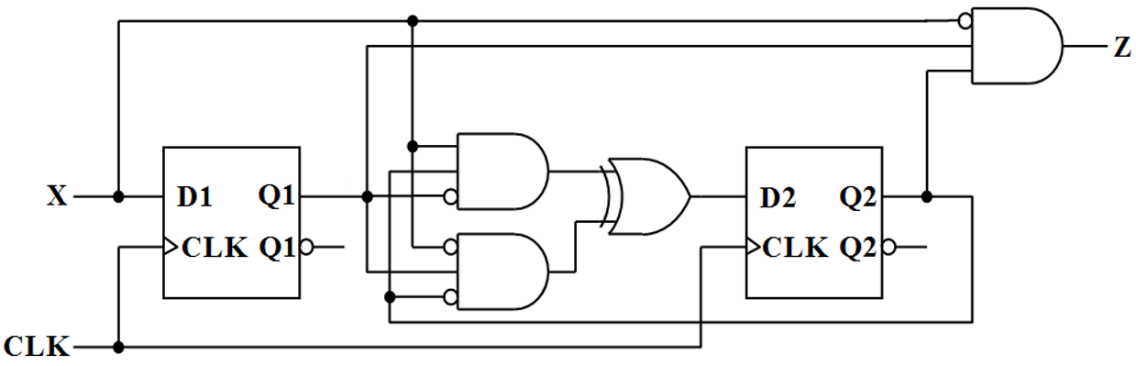 Z
X
D1 Q1
CLK Q1
D2 Q2
CLK Q2
CLK